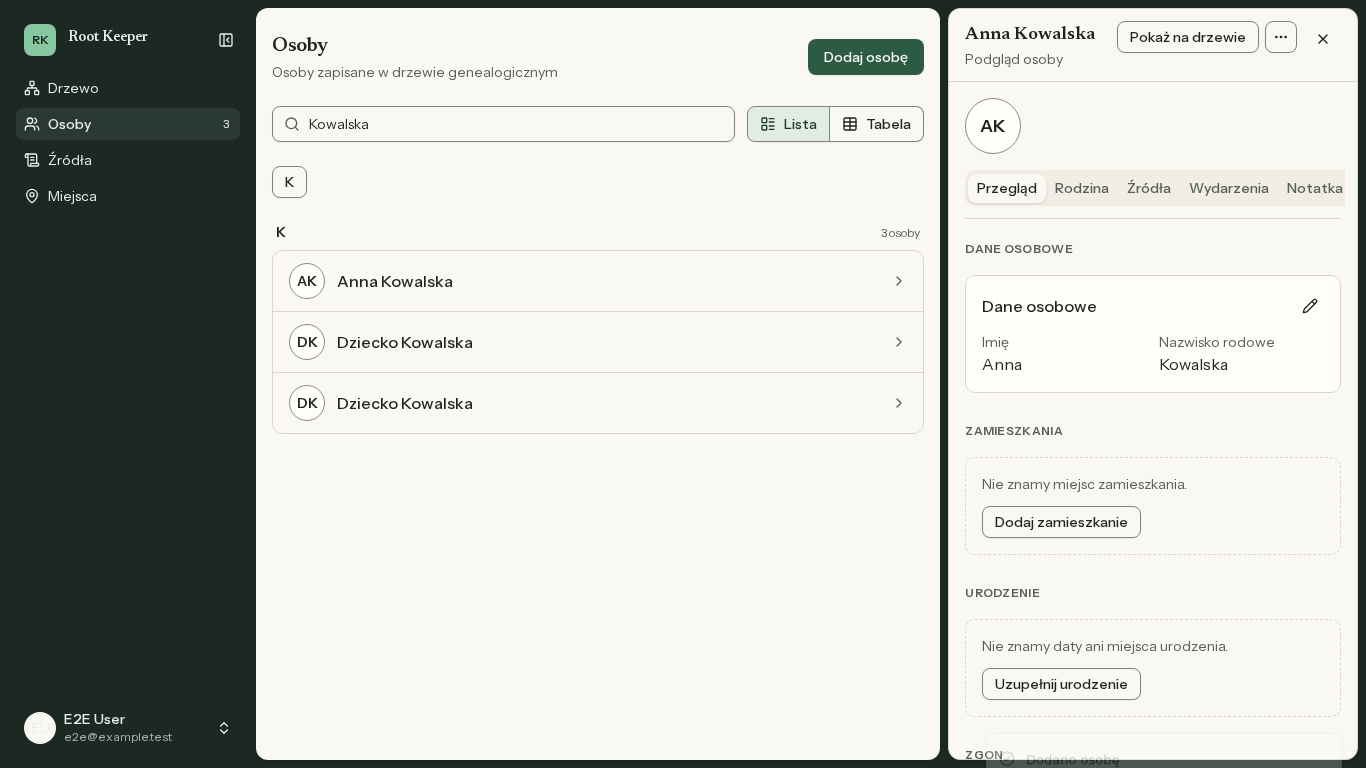 RK
Root Keeper
Drzewo
Osoby
3
Źródła
Miejsca
E2E User
e2e@example.test
Osoby
Osoby zapisane w drzewie genealogicznym
Dodaj osobę
Kowalska
Lista
Tabela
K
K
3 osoby
AK
Anna Kowalska
DK
Dziecko Kowalska
DK
Dziecko Kowalska
Anna Kowalska
Podgląd osoby
Pokaż na drzewie
AK
Przegląd
Rodzina
Źródła
Wydarzenia
Notatka
DANE OSOBOWE
Dane osobowe
Imię
Nazwisko rodowe
Anna
Kowalska
ZAMIESZKANIA
Nie znamy miejsc zamieszkania.
Dodaj zamieszkanie
URODZENIE
Nie znamy daty ani miejsca urodzenia.
Uzupełnij urodzenie
ZGON
Dodano osobę